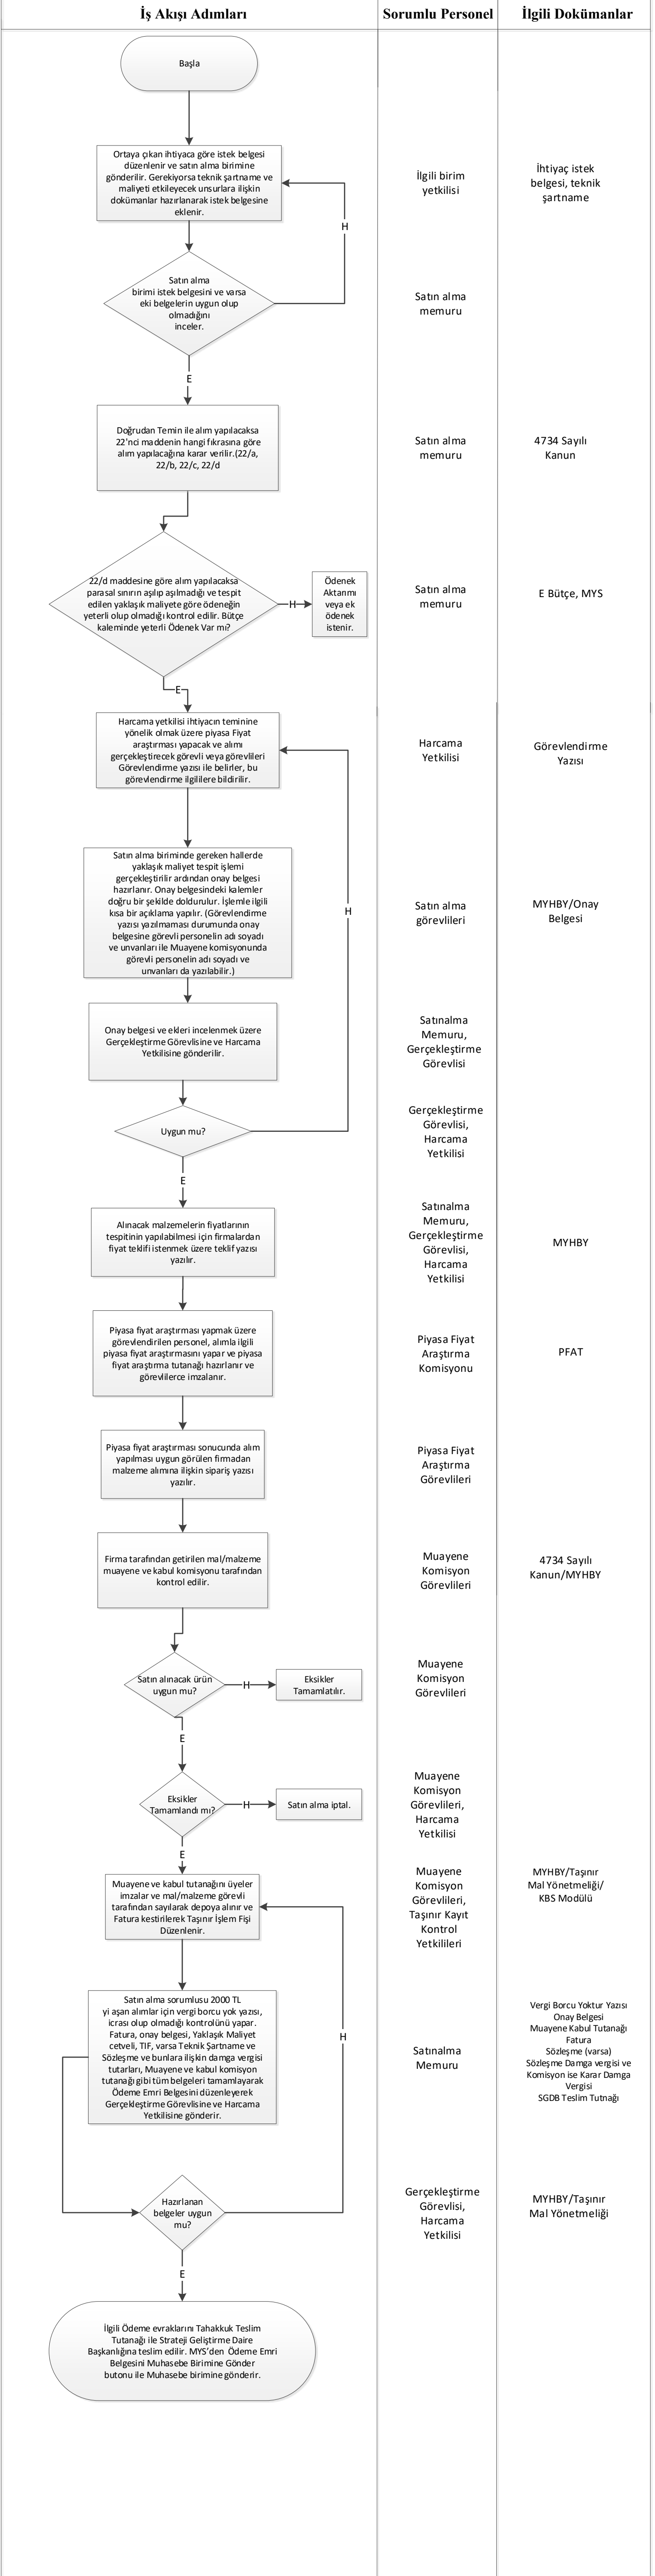 İş Akışı Adımları
Sorumlu Personel
İlgili Dokümanlar
Başla
Ortaya çıkan ihtiyaca göre istek belgesi
düzenlenir ve satın alma birimine
gönderilir. Gerekiyorsa teknik şartname ve
maliyeti etkileyecek unsurlara ilişkin
dokümanlar hazırlanarak istek belgesine
eklenir.
İlgili birim
yetkilisi
İhtiyaç istek
belgesi, teknik
şartname
H
Satın alma
birimi istek belgesini ve varsa
eki belgelerin uygun olup
olmadığını
inceler.
Satın alma
memuru
E
Doğrudan Temin ile alım yapılacaksa
22'nci maddenin hangi fıkrasına göre
alım yapılacağına karar verilir.(22/a,
22/b, 22/c, 22/d
Satın alma
memuru
4734 Sayılı
Kanun
22/d maddesine göre alım yapılacaksa
parasal sınırın aşılıp aşılmadığı ve tespit
edilen yaklaşık maliyete göre ödeneğin
yeterli olup olmadığı kontrol edilir. Bütçe
kaleminde yeterli Ödenek Var mı?
H
Ödenek
Aktarımı
veya ek
ödenek
istenir.
Satın alma
memuru
E Bütçe, MYS
E
Harcama yetkilisi ihtiyacın teminine
yönelik olmak üzere piyasa Fiyat
araştırması yapacak ve alımı
gerçekleştirecek görevli veya görevlileri
Görevlendirme yazısı ile belirler, bu
görevlendirme ilgililere bildirilir.
Harcama
Yetkilisi
Görevlendirme
Yazısı
Satın alma biriminde gereken hallerde
yaklaşık maliyet tespit işlemi
gerçekleştirilir ardından onay belgesi
hazırlanır. Onay belgesindeki kalemler
doğru bir şekilde doldurulur. İşlemle ilgili
kısa bir açıklama yapılır. (Görevlendirme
yazısı yazılmaması durumunda onay
belgesine görevli personelin adı soyadı
ve unvanları ile Muayene komisyonunda
görevli personelin adı soyadı ve
unvanları da yazılabilir.)
H
Satın alma
görevlileri
MYHBY/Onay
Belgesi
Onay belgesi ve ekleri incelenmek üzere
Gerçekleştirme Görevlisine ve Harcama
Yetkilisine gönderilir.
Satınalma
Memuru,
Gerçekleştirme
Görevlisi
Uygun mu?
Gerçekleştirme
Görevlisi,
Harcama
Yetkilisi
E
Alınacak malzemelerin fiyatlarının
tespitinin yapılabilmesi için firmalardan
fiyat teklifi istenmek üzere teklif yazısı
yazılır.
Satınalma
Memuru,
Gerçekleştirme
Görevlisi,
Harcama
Yetkilisi
MYHBY
Piyasa fiyat araştırması yapmak üzere
görevlendirilen personel, alımla ilgili
piyasa fiyat araştırmasını yapar ve piyasa
fiyat araştırma tutanağı hazırlanır ve
görevlilerce imzalanır.
Piyasa Fiyat
Araştırma
Komisyonu
PFAT
Piyasa fiyat araştırması sonucunda alım
yapılması uygun görülen firmadan
malzeme alımına ilişkin sipariş yazısı
yazılır.
Piyasa Fiyat
Araştırma
Görevlileri
Firma tarafından getirilen mal/malzeme
muayene ve kabul komisyonu tarafından
kontrol edilir.
Muayene
Komisyon
Görevlileri
4734 Sayılı
Kanun/MYHBY
Satın alınacak ürün
uygun mu?
H
Eksikler
Tamamlatılır.
Muayene
Komisyon
Görevlileri
E
Eksikler
Tamamlandı mı?
H
Satın alma iptal.
Muayene
Komisyon
Görevlileri,
Harcama
Yetkilisi
E
Muayene ve kabul tutanağını üyeler
imzalar ve mal/malzeme görevli
tarafından sayılarak depoya alınır ve
Fatura kestirilerek Taşınır İşlem Fişi
Düzenlenir.
Muayene
Komisyon
Görevlileri,
Taşınır Kayıt
Kontrol
Yetkilileri
MYHBY/Taşınır
Mal Yönetmeliği/
KBS Modülü
Satın alma sorumlusu 2000 TL
yi aşan alımlar için vergi borcu yok yazısı,
icrası olup olmadığı kontrolünü yapar.
Fatura, onay belgesi, Yaklaşık Maliyet
cetveli, TIF, varsa Teknik Şartname ve
Sözleşme ve bunlara ilişkin damga vergisi
tutarları, Muayene ve kabul komisyon
tutanağı gibi tüm belgeleri tamamlayarak
Ödeme Emri Belgesini düzenleyerek
Gerçekleştirme Görevlisine ve Harcama
Yetkilisine gönderir.
H
Satınalma
Memuru
Vergi Borcu Yoktur Yazısı
Onay Belgesi
Muayene Kabul Tutanağı
Fatura
Sözleşme (varsa)
Sözleşme Damga vergisi ve
Komisyon ise Karar Damga
Vergisi
SGDB Teslim Tutnağı
Hazırlanan
belgeler uygun
mu?
Gerçekleştirme
Görevlisi,
Harcama
Yetkilisi
MYHBY/Taşınır
Mal Yönetmeliği
E
İlgili Ödeme evraklarını Tahakkuk Teslim
Tutanağı ile Strateji Geliştirme Daire
Başkanlığına teslim edilir. MYS'den Ödeme Emri
Belgesini Muhasebe Birimine Gönder
butonu ile Muhasebe birimine gönderir.